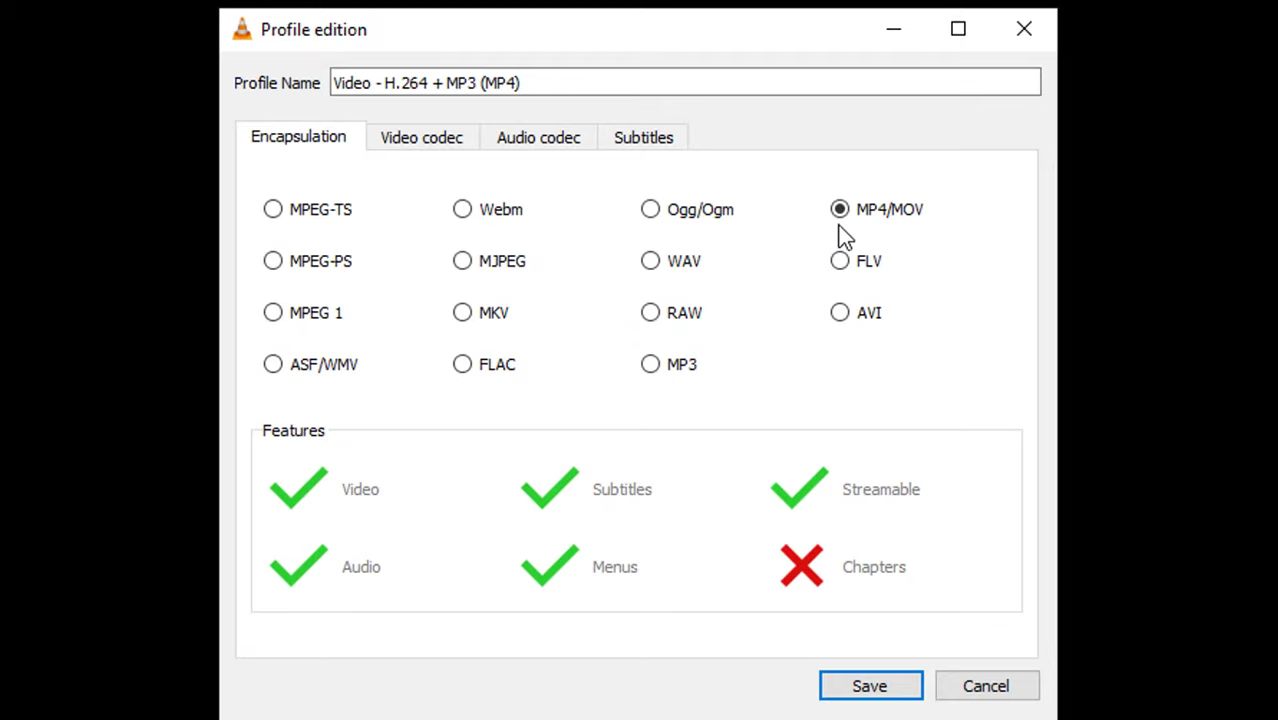 Profile edition
Profile Name Video - H.264 + MP3 (MP4)
Encapsulation Video codec Audio codec Subtitles
MPEG-TS Webm Ogg/Ogm MP4/MOV
MPEG-PS MJPEG WAV FLV
MPEG 1 MKV RAW AVI
ASF/WMV FLAC MP3
Features
Video Subtitles Streamable
Audio Menus Chapters
Save Cancel